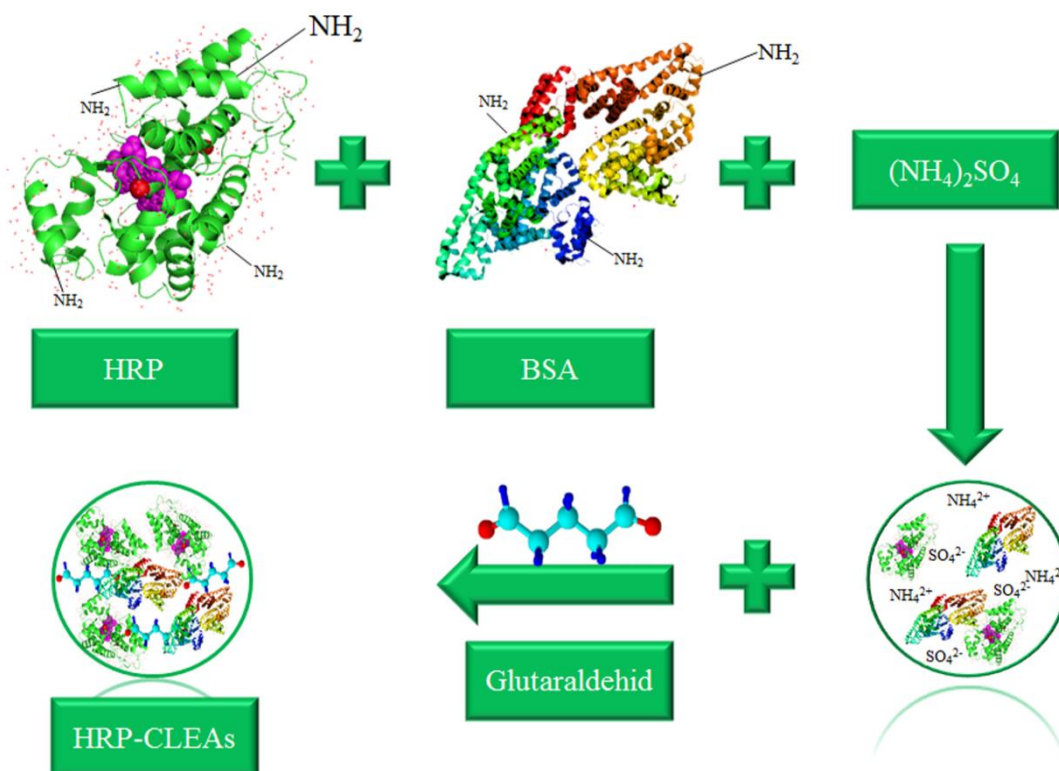 NH₂
NH₂
NH₂
NH₂
HRP
NH₂
NH₂
NH₂
BSA
(NH₄)₂SO₄
NH₄²⁺
SO₄²⁻
NH₄²
NH₄²⁺
SO₄²⁻
SO₄²⁻
Glutaraldehid
HRP-CLEAs